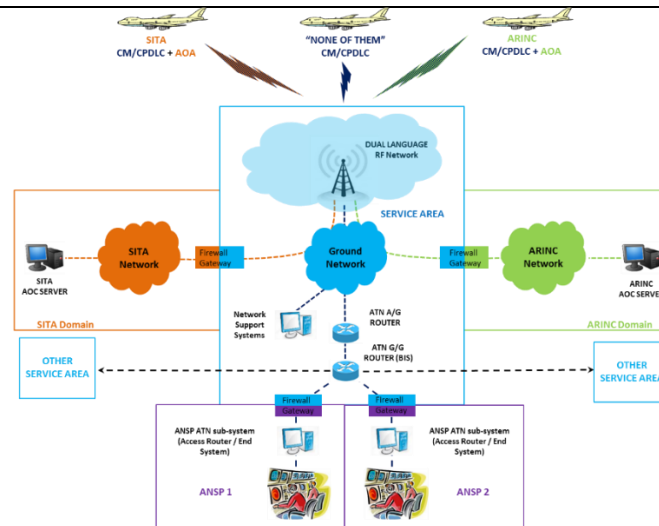 SITA
CM/CPDLC + AOA
“NONE OF THEM”
CM/CPDLC
ARINC
CM/CPDLC + AOA
DUAL LANGUAGE
RF Network
SERVICE AREA
SITA
Network
Firewall
Gateway
Ground
Network
Firewall
Gateway
ARINC
Network
SITA
AOC SERVER
ARINC
AOC SERVER
Network
Support
Systems
ATN A/G
ROUTER
SITA Domain
ARINC Domain
ATN G/G
ROUTER (BIS)
OTHER
SERVICE AREA
OTHER
SERVICE AREA
Firewall
Gateway
Firewall
Gateway
ANSP ATN sub-system
(Access Router / End
System)
ANSP ATN sub-system
(Access Router / End
System)
ANSP 1
ANSP 2